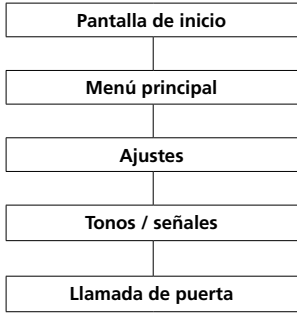 Pantalla de inicio
Menú principal
Ajustes
Tonos / señales
Llamada de puerta